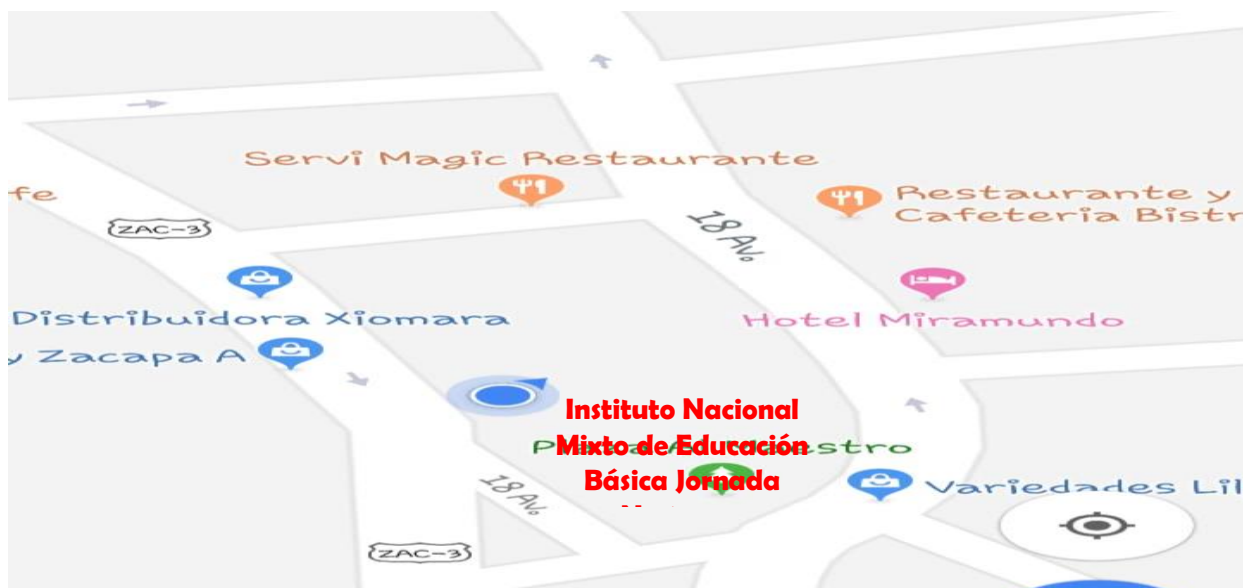 Servi Magic Restaurante
fe
ZAC-3
Restaurante y
Cafeteria Bistr
18 Av.
Distribuidora Xiomara
Hotel Miramundo
y Zacapa A
Instituto Nacional
Mixto de Educación
Básica Jornada
stro
18 Av.
Variedades Lil
ZAC-3